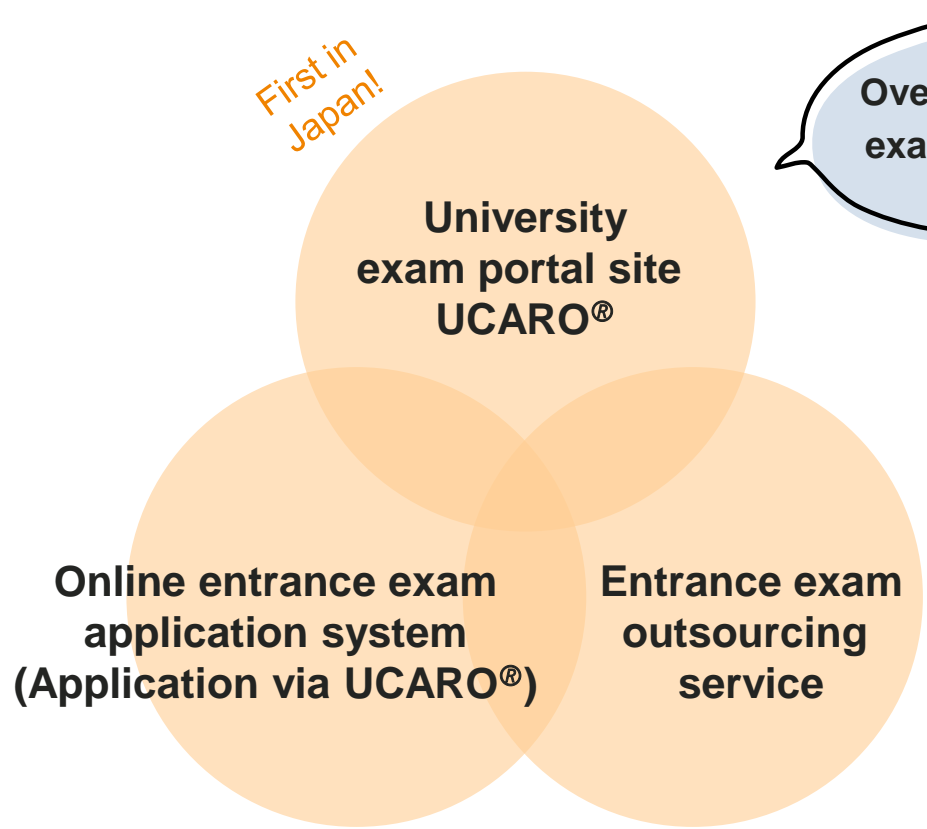 First in
Japan!
University
exam portal site
UCARO®
Online entrance exam
application system
(Application via UCARO®)
Entrance exam
outsourcing
service